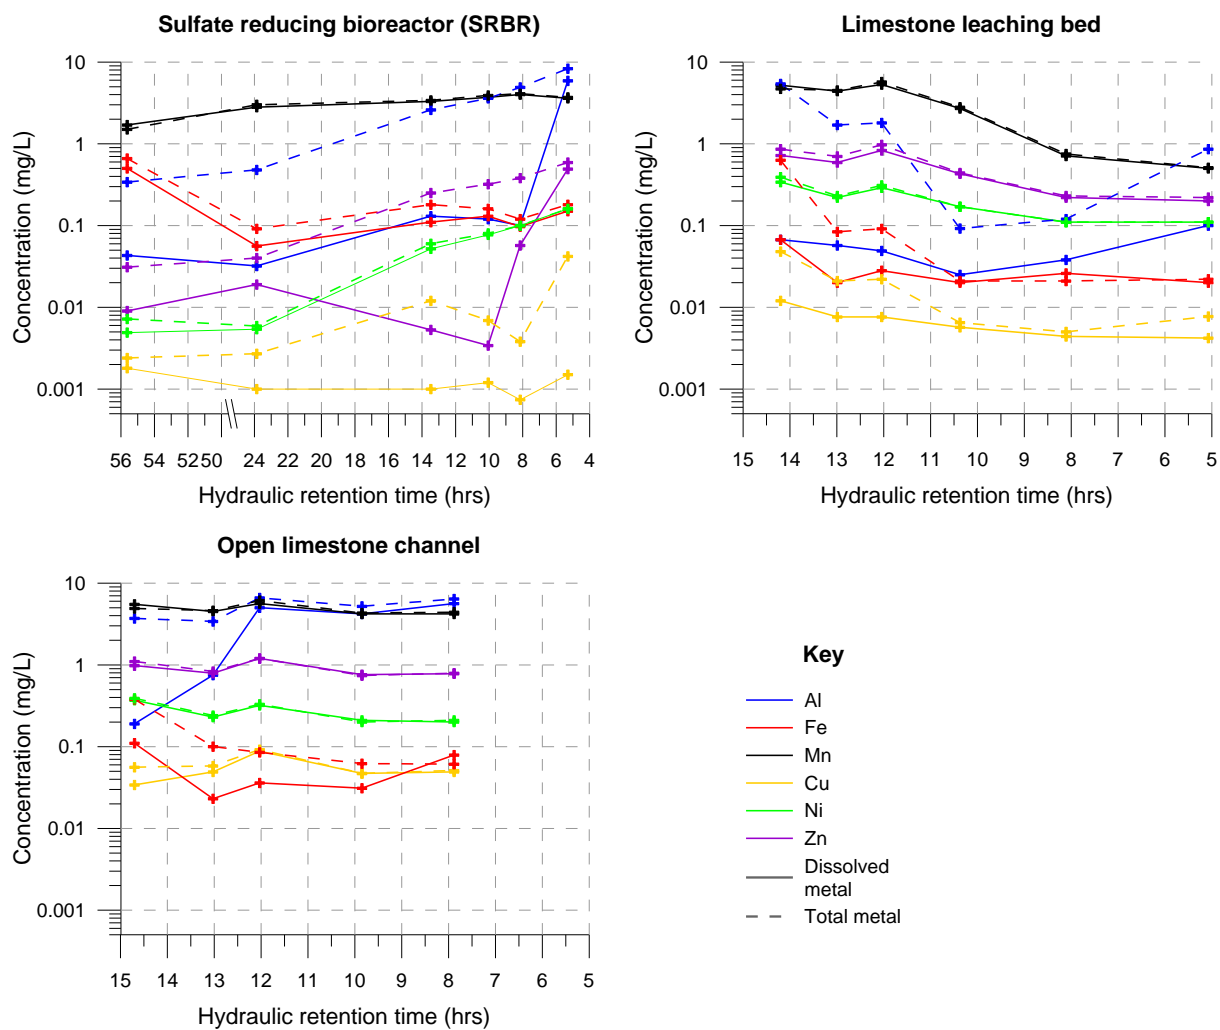 Sulfate reducing bioreactor (SRBR)
10
1
0.1
0.01
0.001
Concentration (mg/L)
56 54 52 50 24 22 20 18 16 14 12 10 8 6 4
Hydraulic retention time (hrs)
Limestone leaching bed
10
1
0.1
0.01
0.001
Concentration (mg/L)
15 14 13 12 11 10 9 8 7 6 5
Hydraulic retention time (hrs)
Open limestone channel
10
1
0.1
0.01
0.001
Concentration (mg/L)
15 14 13 12 11 10 9 8 7 6 5
Hydraulic retention time (hrs)
Key
Al
Fe
Mn
Cu
Ni
Zn
Dissolved
metal
Total metal